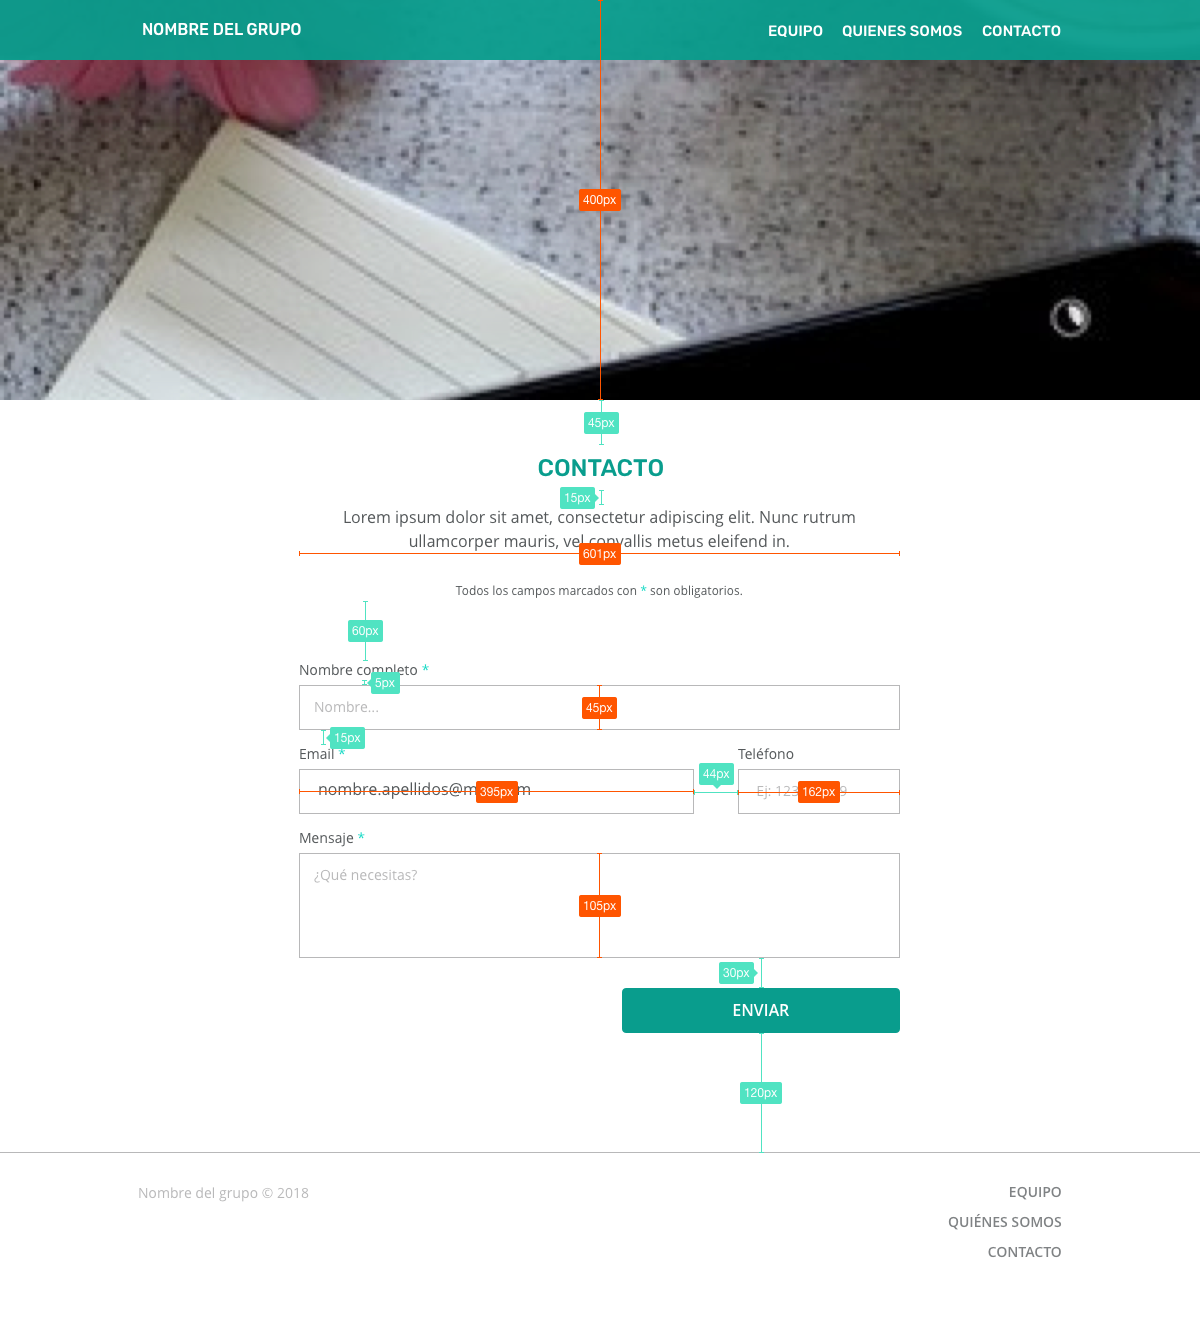 NOMBRE DEL GRUPO
EQUIPO QUIENES SOMOS CONTACTO
400px
45px
CONTACTO
15px
Lorem ipsum dolor sit amet, consectetur adipiscing elit. Nunc rutrum
ullamcorper mauris, vel convallis metus eleifend in.
601px
Todos los campos marcados con * son obligatorios.
60px
Nombre completo *
5px
Nombre...
45px
15px
Email *
Teléfono
44px
nombre.apellidos@m
395px
Ej: 123
162px
Mensaje *
¿Qué necesitas?
105px
30px
ENVIAR
120px
Nombre del grupo © 2018
EQUIPO
QUIÉNES SOMOS
CONTACTO